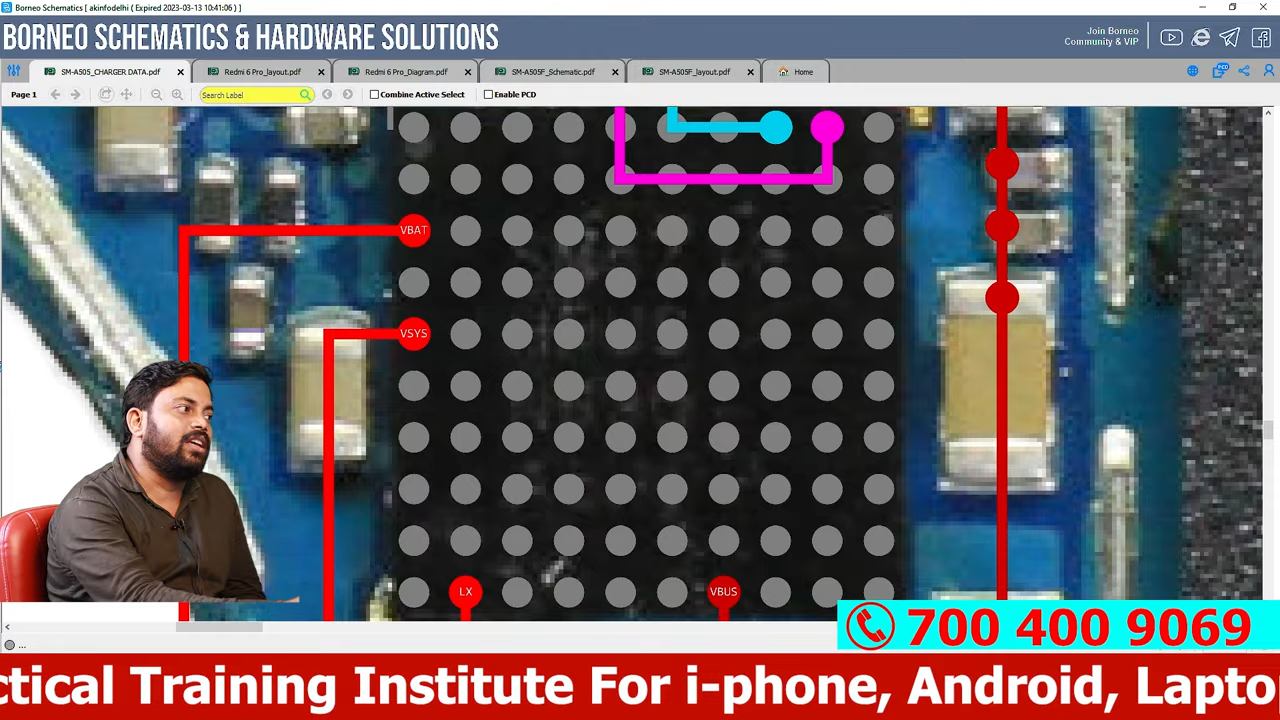 Borneo Schematics [ akinfodelhi ( Expired 2023-03-13 10:41:06 ) ]
BORNEO SCHEMATICS & HARDWARE SOLUTIONS
Join Borneo
Community & VIP
SM-A505_CHARGER DATA.pdf
Redmi 6 Pro_layout.pdf
Redmi 6 Pro_Diagram.pdf
SM-A505F_Schematic.pdf
SM-A505F_layout.pdf
Home
Page 1
Search Label
Combine Active Select
Enable PCD
VBAT
VSYS
LX
VBUS
...
700 400 9069
ctical Training Institute For i-phone, Android, Lapto